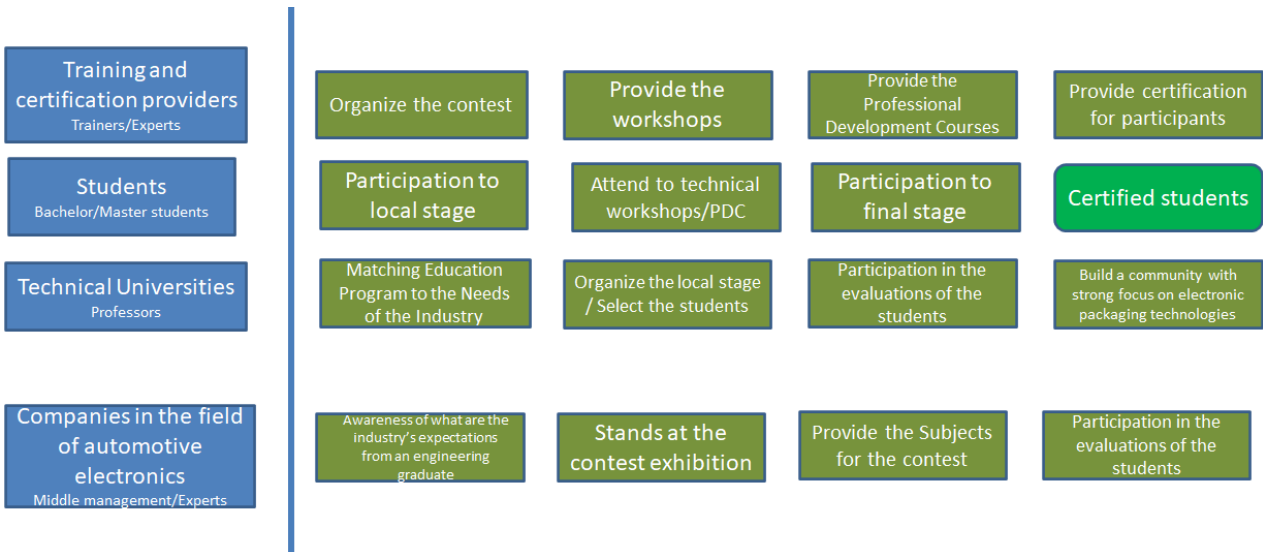 Training and
certification providers
Trainers/Experts
Organize the contest
Provide the
workshops
Provide the
Professional
Development Courses
Provide certification
for participants
Students
Bachelor/Master students
Participation to
local stage
Attend to technical
workshops/PDC
Participation to
final stage
Certified students
Technical Universities
Professors
Matching Education
Program to the Needs
of the Industry
Organize the local stage
/ Select the students
Participation in the
evaluations of the
students
Build a community with
strong focus on electronic
packaging technologies
Companies in the field
of automotive
electronics
Middle management/Experts
Awareness of what are the
industry's expectations
from an engineering
graduate
Stands at the
contest exhibition
Provide the Subjects
for the contest
Participation in the
evaluations of the
students